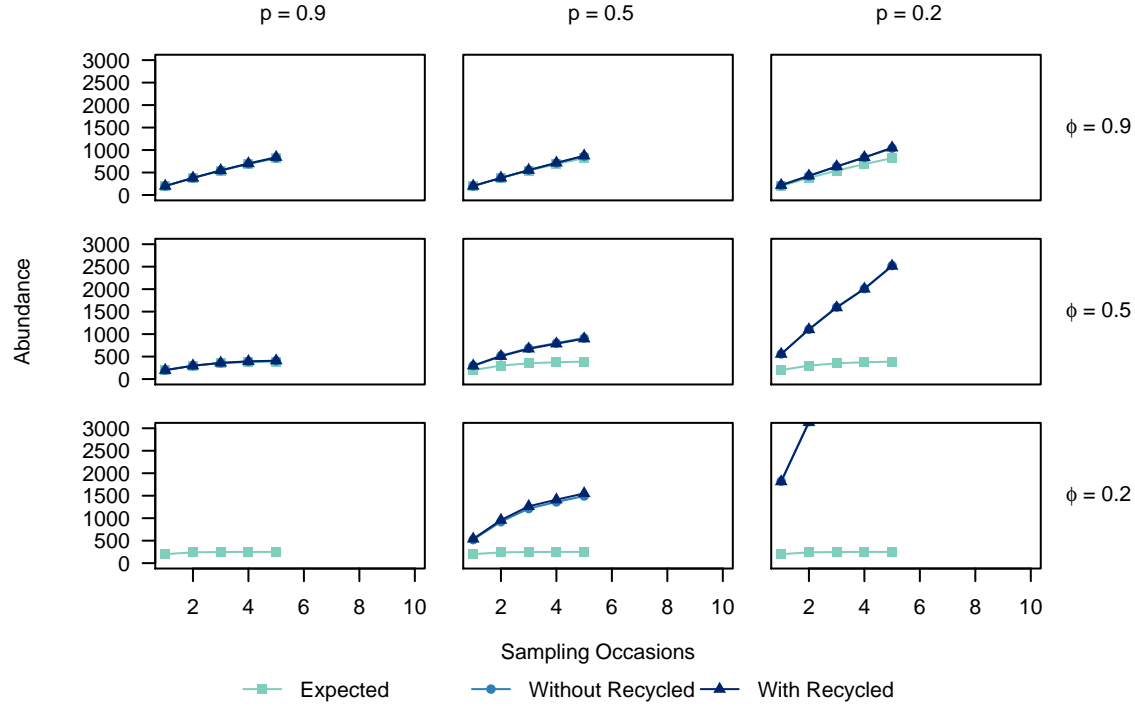 p = 0.9
p = 0.5
p = 0.2
3000
2500
2000
1500
1000
500
0
ϕ = 0.9
3000
2500
2000
1500
1000
500
0
ϕ = 0.5
3000
2500
2000
1500
1000
500
0
ϕ = 0.2
Abundance
2 4 6 8 10
2 4 6 8 10
2 4 6 8 10
Sampling Occasions
Expected
Without Recycled
With Recycled